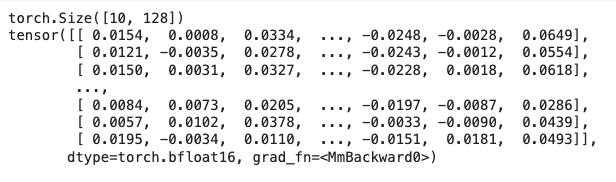 torch.Size([10, 128])
tensor([[ 0.0154,  0.0008,  0.0334,  ..., -0.0248, -0.0028,  0.0649],
        [ 0.0121, -0.0035,  0.0278,  ..., -0.0243, -0.0012,  0.0554],
        [ 0.0150,  0.0031,  0.0327,  ..., -0.0228,  0.0018,  0.0618],
        ...,
        [ 0.0084,  0.0073,  0.0205,  ..., -0.0197, -0.0087,  0.0286],
        [ 0.0057,  0.0102,  0.0378,  ..., -0.0033, -0.0090,  0.0439],
        [ 0.0195, -0.0034,  0.0110,  ..., -0.0151,  0.0181,  0.0493]],
       dtype=torch.bfloat16, grad_fn=<MmBackward0>)